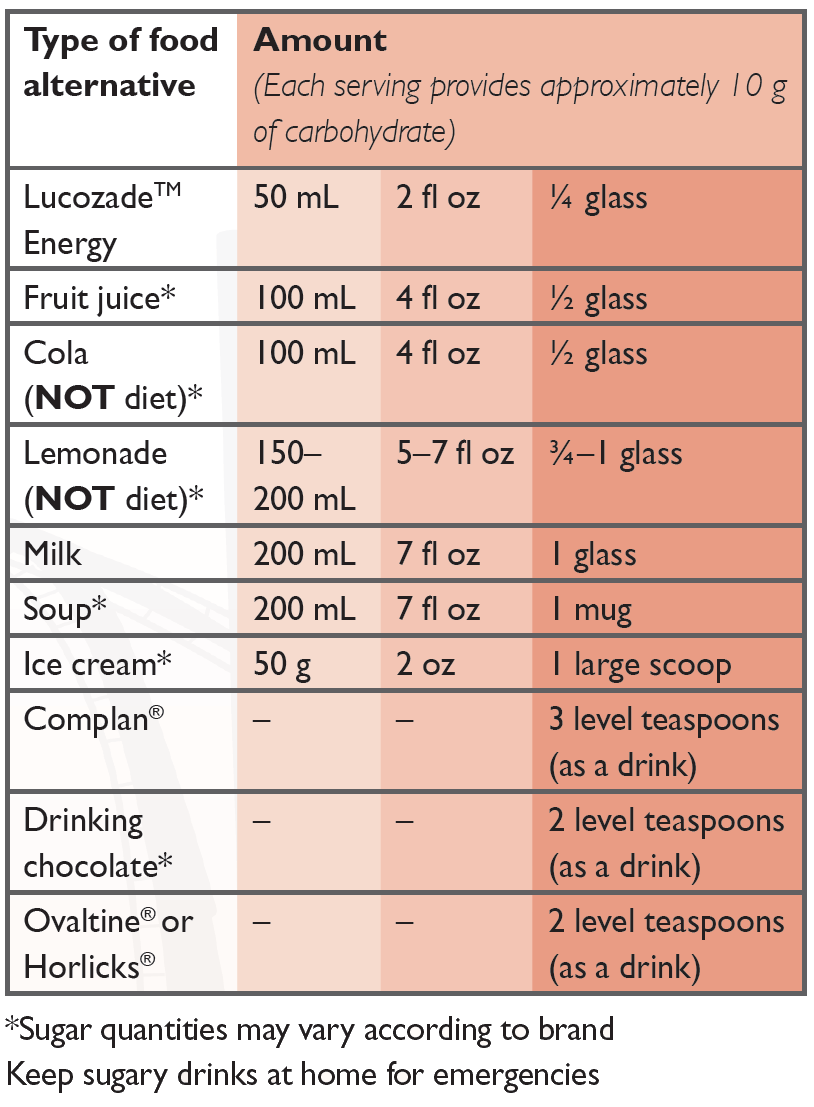 Type of food Amount
alternative (Each serving provides approximately 10 g
of carbohydrate)
Lucozade™ 50 mL 2 fl oz ¼ glass
Energy
Fruit juice* 100 mL 4 fl oz ½ glass
Cola 100 mL 4 fl oz ½ glass
(NOT diet)*
Lemonade 150– 5–7 fl oz ¾–1 glass
(NOT diet)* 200 mL
Milk 200 mL 7 fl oz 1 glass
Soup* 200 mL 7 fl oz 1 mug
Ice cream* 50 g 2 oz 1 large scoop
Complan® – – 3 level teaspoons
(as a drink)
Drinking – – 2 level teaspoons
chocolate* (as a drink)
Ovaltine® or – – 2 level teaspoons
Horlicks® (as a drink)
*Sugar quantities may vary according to brand
Keep sugary drinks at home for emergencies